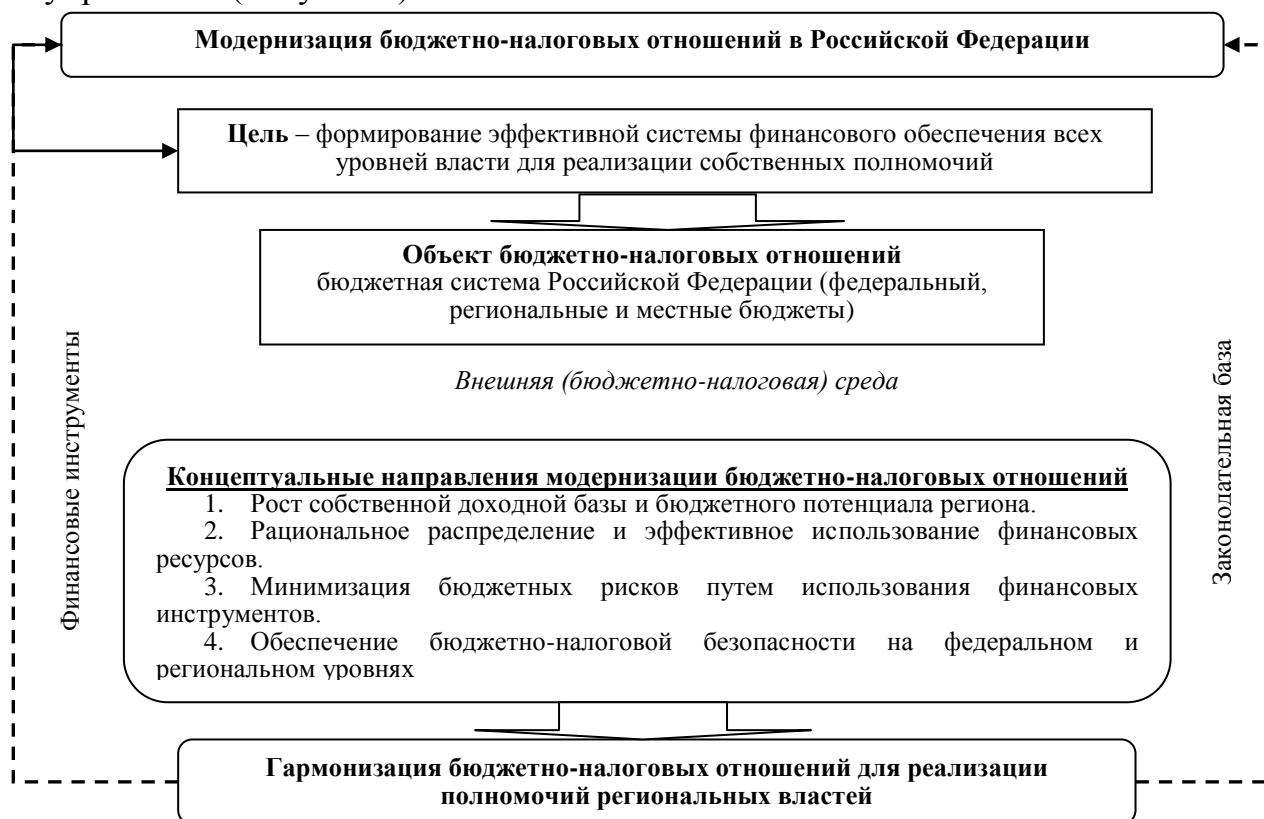 Модернизация бюджетно-налоговых отношений в Российской Федерации
Цель – формирование эффективной системы финансового обеспечения всех
уровней власти для реализации собственных полномочий
Объект бюджетно-налоговых отношений
бюджетная система Российской Федерации (федеральный,
региональные и местные бюджеты)
Финансовые инструменты
Внешняя (бюджетно-налоговая) среда
Законодательная база
Концептуальные направления модернизации бюджетно-налоговых отношений
1. Рост собственной доходной базы и бюджетного потенциала региона.
2. Рациональное распределение и эффективное использование финансовых
ресурсов.
3. Минимизация бюджетных рисков путем использования финансовых
инструментов.
4. Обеспечение бюджетно-налоговой безопасности на федеральном и
региональном уровнях
Гармонизация бюджетно-налоговых отношений для реализации
полномочий региональных властей